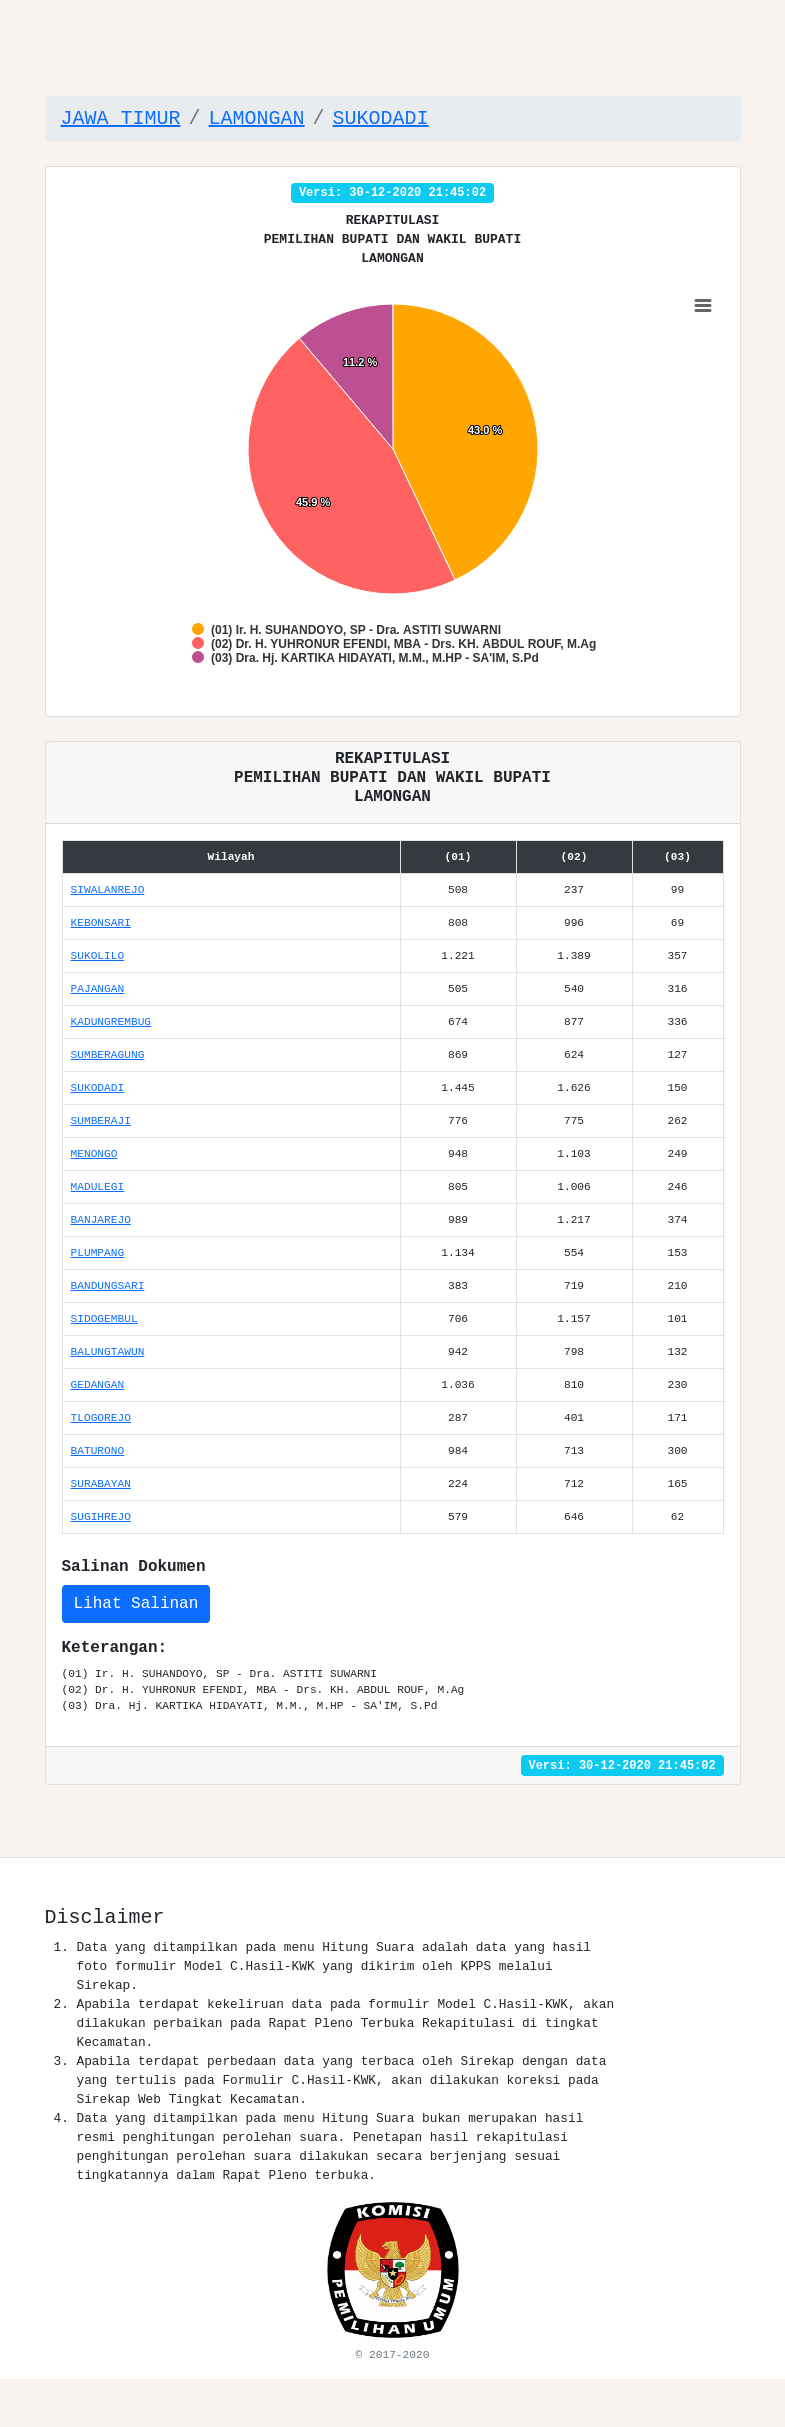 JAWA TIMUR / LAMONGAN / SUKODADI
Versi: 30-12-2020 21:45:02
REKAPITULASI
PEMILIHAN BUPATI DAN WAKIL BUPATI
LAMONGAN
11.2 %
43.0 %
45.9 %
(01) Ir. H. SUHANDOYO, SP - Dra. ASTITI SUWARNI
(02) Dr. H. YUHRONUR EFENDI, MBA - Drs. KH. ABDUL ROUF, M.Ag
(03) Dra. Hj. KARTIKA HIDAYATI, M.M., M.HP - SA'IM, S.Pd
REKAPITULASI
PEMILIHAN BUPATI DAN WAKIL BUPATI
LAMONGAN
Wilayah (01) (02) (03)
SIWALANREJO 508 237 99
KEBONSARI 808 996 69
SUKOLILO 1.221 1.389 357
PAJANGAN 505 540 316
KADUNGREMBUG 674 877 336
SUMBERAGUNG 869 624 127
SUKODADI 1.445 1.626 150
SUMBERAJI 776 775 262
MENONGO 948 1.103 249
MADULEGI 805 1.006 246
BANJAREJO 989 1.217 374
PLUMPANG 1.134 554 153
BANDUNGSARI 383 719 210
SIDOGEMBUL 706 1.157 101
BALUNGTAWUN 942 798 132
GEDANGAN 1.036 810 230
TLOGOREJO 287 401 171
BATURONO 984 713 300
SURABAYAN 224 712 165
SUGIHREJO 579 646 62
Salinan Dokumen
Lihat Salinan
Keterangan:
(01) Ir. H. SUHANDOYO, SP - Dra. ASTITI SUWARNI
(02) Dr. H. YUHRONUR EFENDI, MBA - Drs. KH. ABDUL ROUF, M.Ag
(03) Dra. Hj. KARTIKA HIDAYATI, M.M., M.HP - SA'IM, S.Pd
Versi: 30-12-2020 21:45:02
Disclaimer
1. Data yang ditampilkan pada menu Hitung Suara adalah data yang hasil
foto formulir Model C.Hasil-KWK yang dikirim oleh KPPS melalui
Sirekap.
2. Apabila terdapat kekeliruan data pada formulir Model C.Hasil-KWK, akan
dilakukan perbaikan pada Rapat Pleno Terbuka Rekapitulasi di tingkat
Kecamatan.
3. Apabila terdapat perbedaan data yang terbaca oleh Sirekap dengan data
yang tertulis pada Formulir C.Hasil-KWK, akan dilakukan koreksi pada
Sirekap Web Tingkat Kecamatan.
4. Data yang ditampilkan pada menu Hitung Suara bukan merupakan hasil
resmi penghitungan perolehan suara. Penetapan hasil rekapitulasi
penghitungan perolehan suara dilakukan secara berjenjang sesuai
tingkatannya dalam Rapat Pleno terbuka.
KOMISI
PEMILIHAN UMUM
© 2017-2020